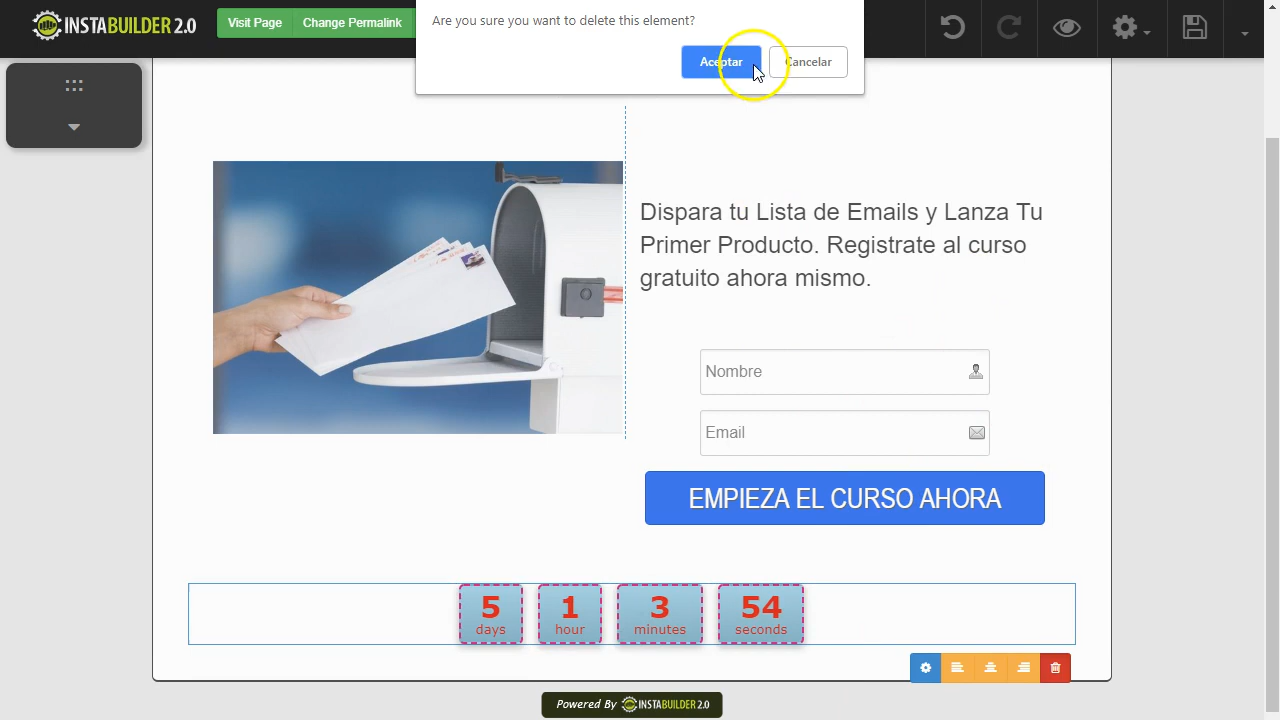 INSTABUILDER 2.0
Visit Page
Change Permalink
Are you sure you want to delete this element?
Aceptar
Cancelar
Dispara tu Lista de Emails y Lanza Tu
Primer Producto. Registrate al curso
gratuito ahora mismo.
Nombre
Email
EMPIEZA EL CURSO AHORA
5
days
1
hour
3
minutes
54
seconds
Powered By INSTABUILDER 2.0